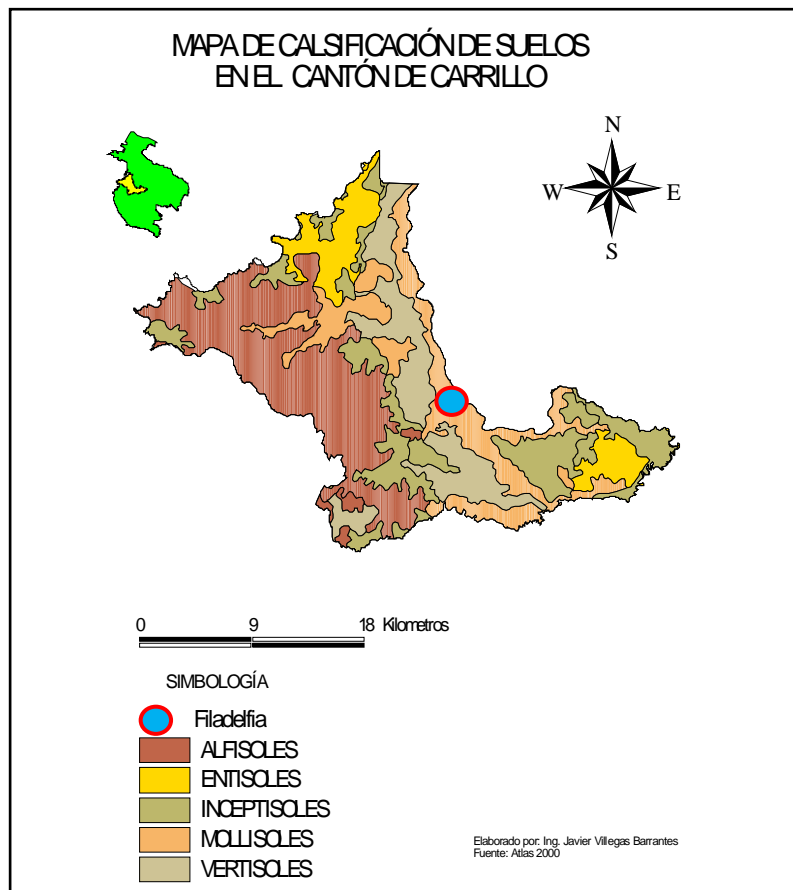 MAPA DE CALSIFICACIÓN DE SUELOS
EN EL CANTÓN DE CARRILLO
N
W E
S
0 9 18 Kilometros
SIMBOLOGÍA
Filadelfia
ALFISOLES
ENTISOLES
INCEPTISOLES
MOLLISOLES
VERTISOLES
Elaborado por: Ing. Javier Villegas Barrantes
Fuente: Atlas 2000